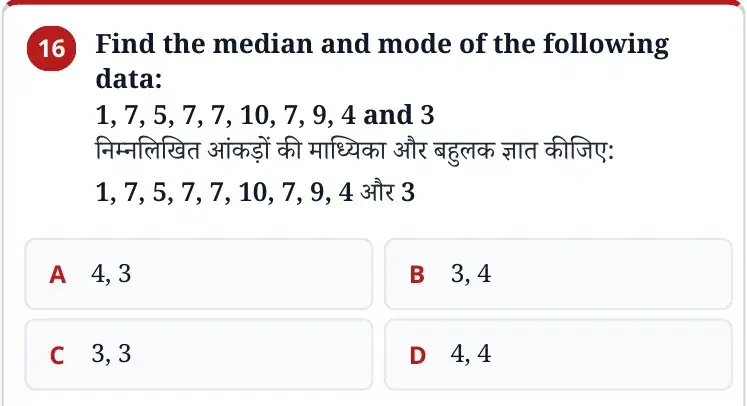 16 Find the median and mode of the following
data:
1, 7, 5, 7, 7, 10, 7, 9, 4 and 3
निम्नलिखित आंकड़ों की माध्यिका और बहुलक ज्ञात कीजिए:
1, 7, 5, 7, 7, 10, 7, 9, 4 और 3
A 4, 3
B 3, 4
C 3, 3
D 4, 4